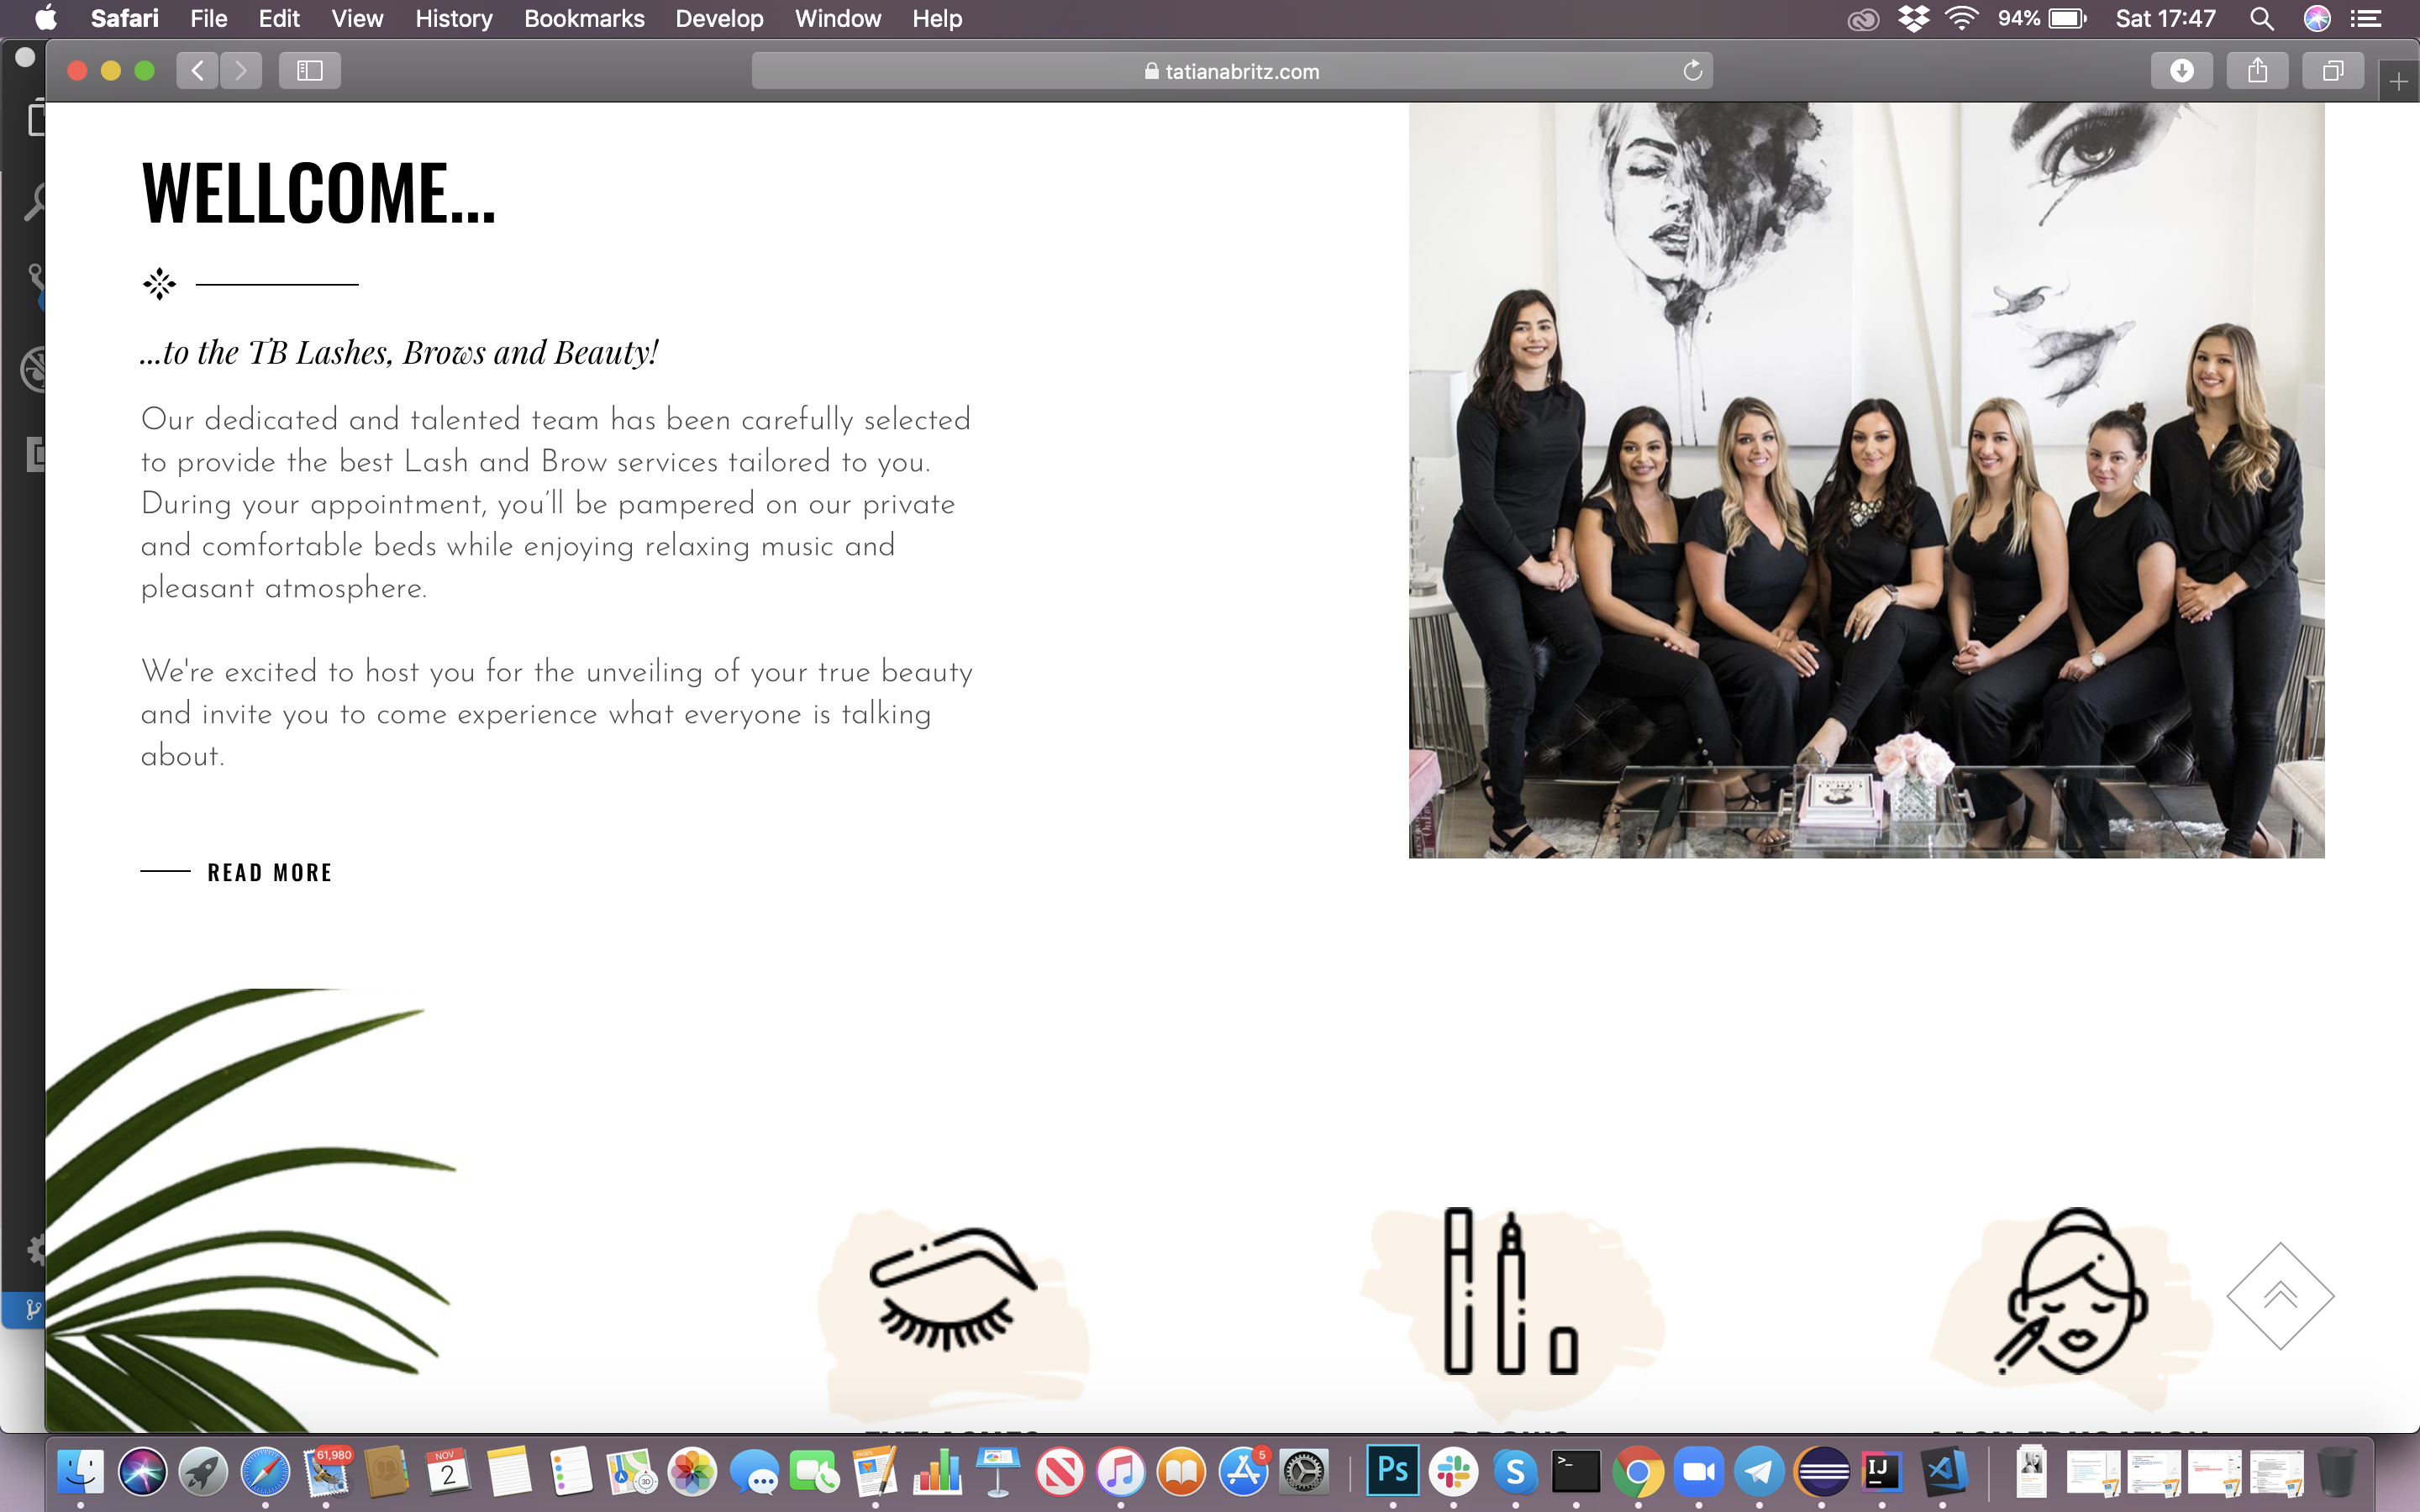 Safari File Edit View History Bookmarks Develop Window Help 94% Sat 17:47
tatianabritz.com
WELLCOME...
...to the TB Lashes, Brows and Beauty!
Our dedicated and talented team has been carefully selected
to provide the best Lash and Brow services tailored to you.
During your appointment, you'll be pampered on our private
and comfortable beds while enjoying relaxing music and
pleasant atmosphere.
We're excited to host you for the unveiling of your true beauty
and invite you to come experience what everyone is talking
about.
READ MORE
61,980
NOV
2
PAGES
3D
5
Ps
S
>_
IJ